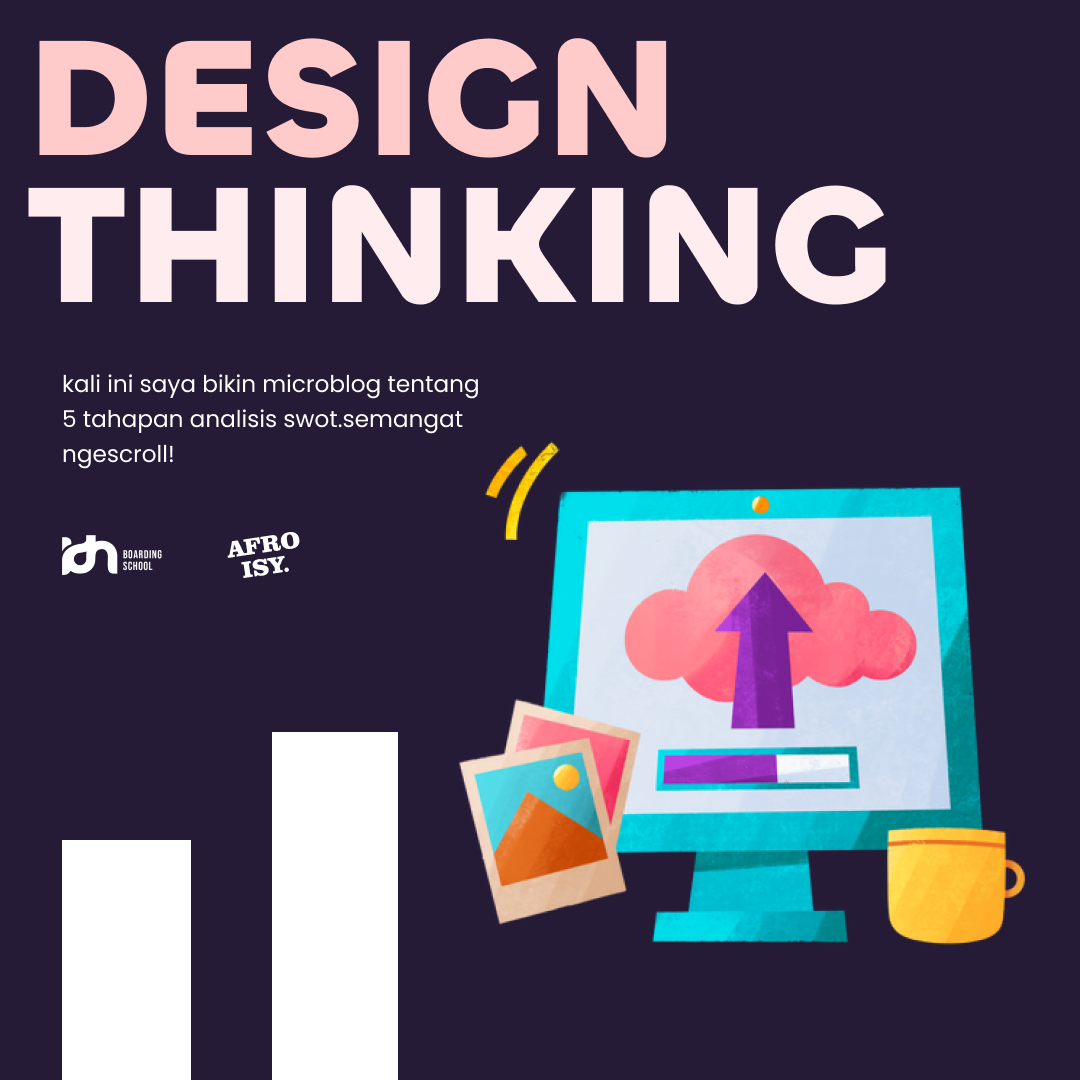 DESIGN
THINKING
kali ini saya bikin microblog tentang
5 tahapan analisis swot.semangat
ngescroll!
BOARDING
SCHOOL
AFRO
ISY.